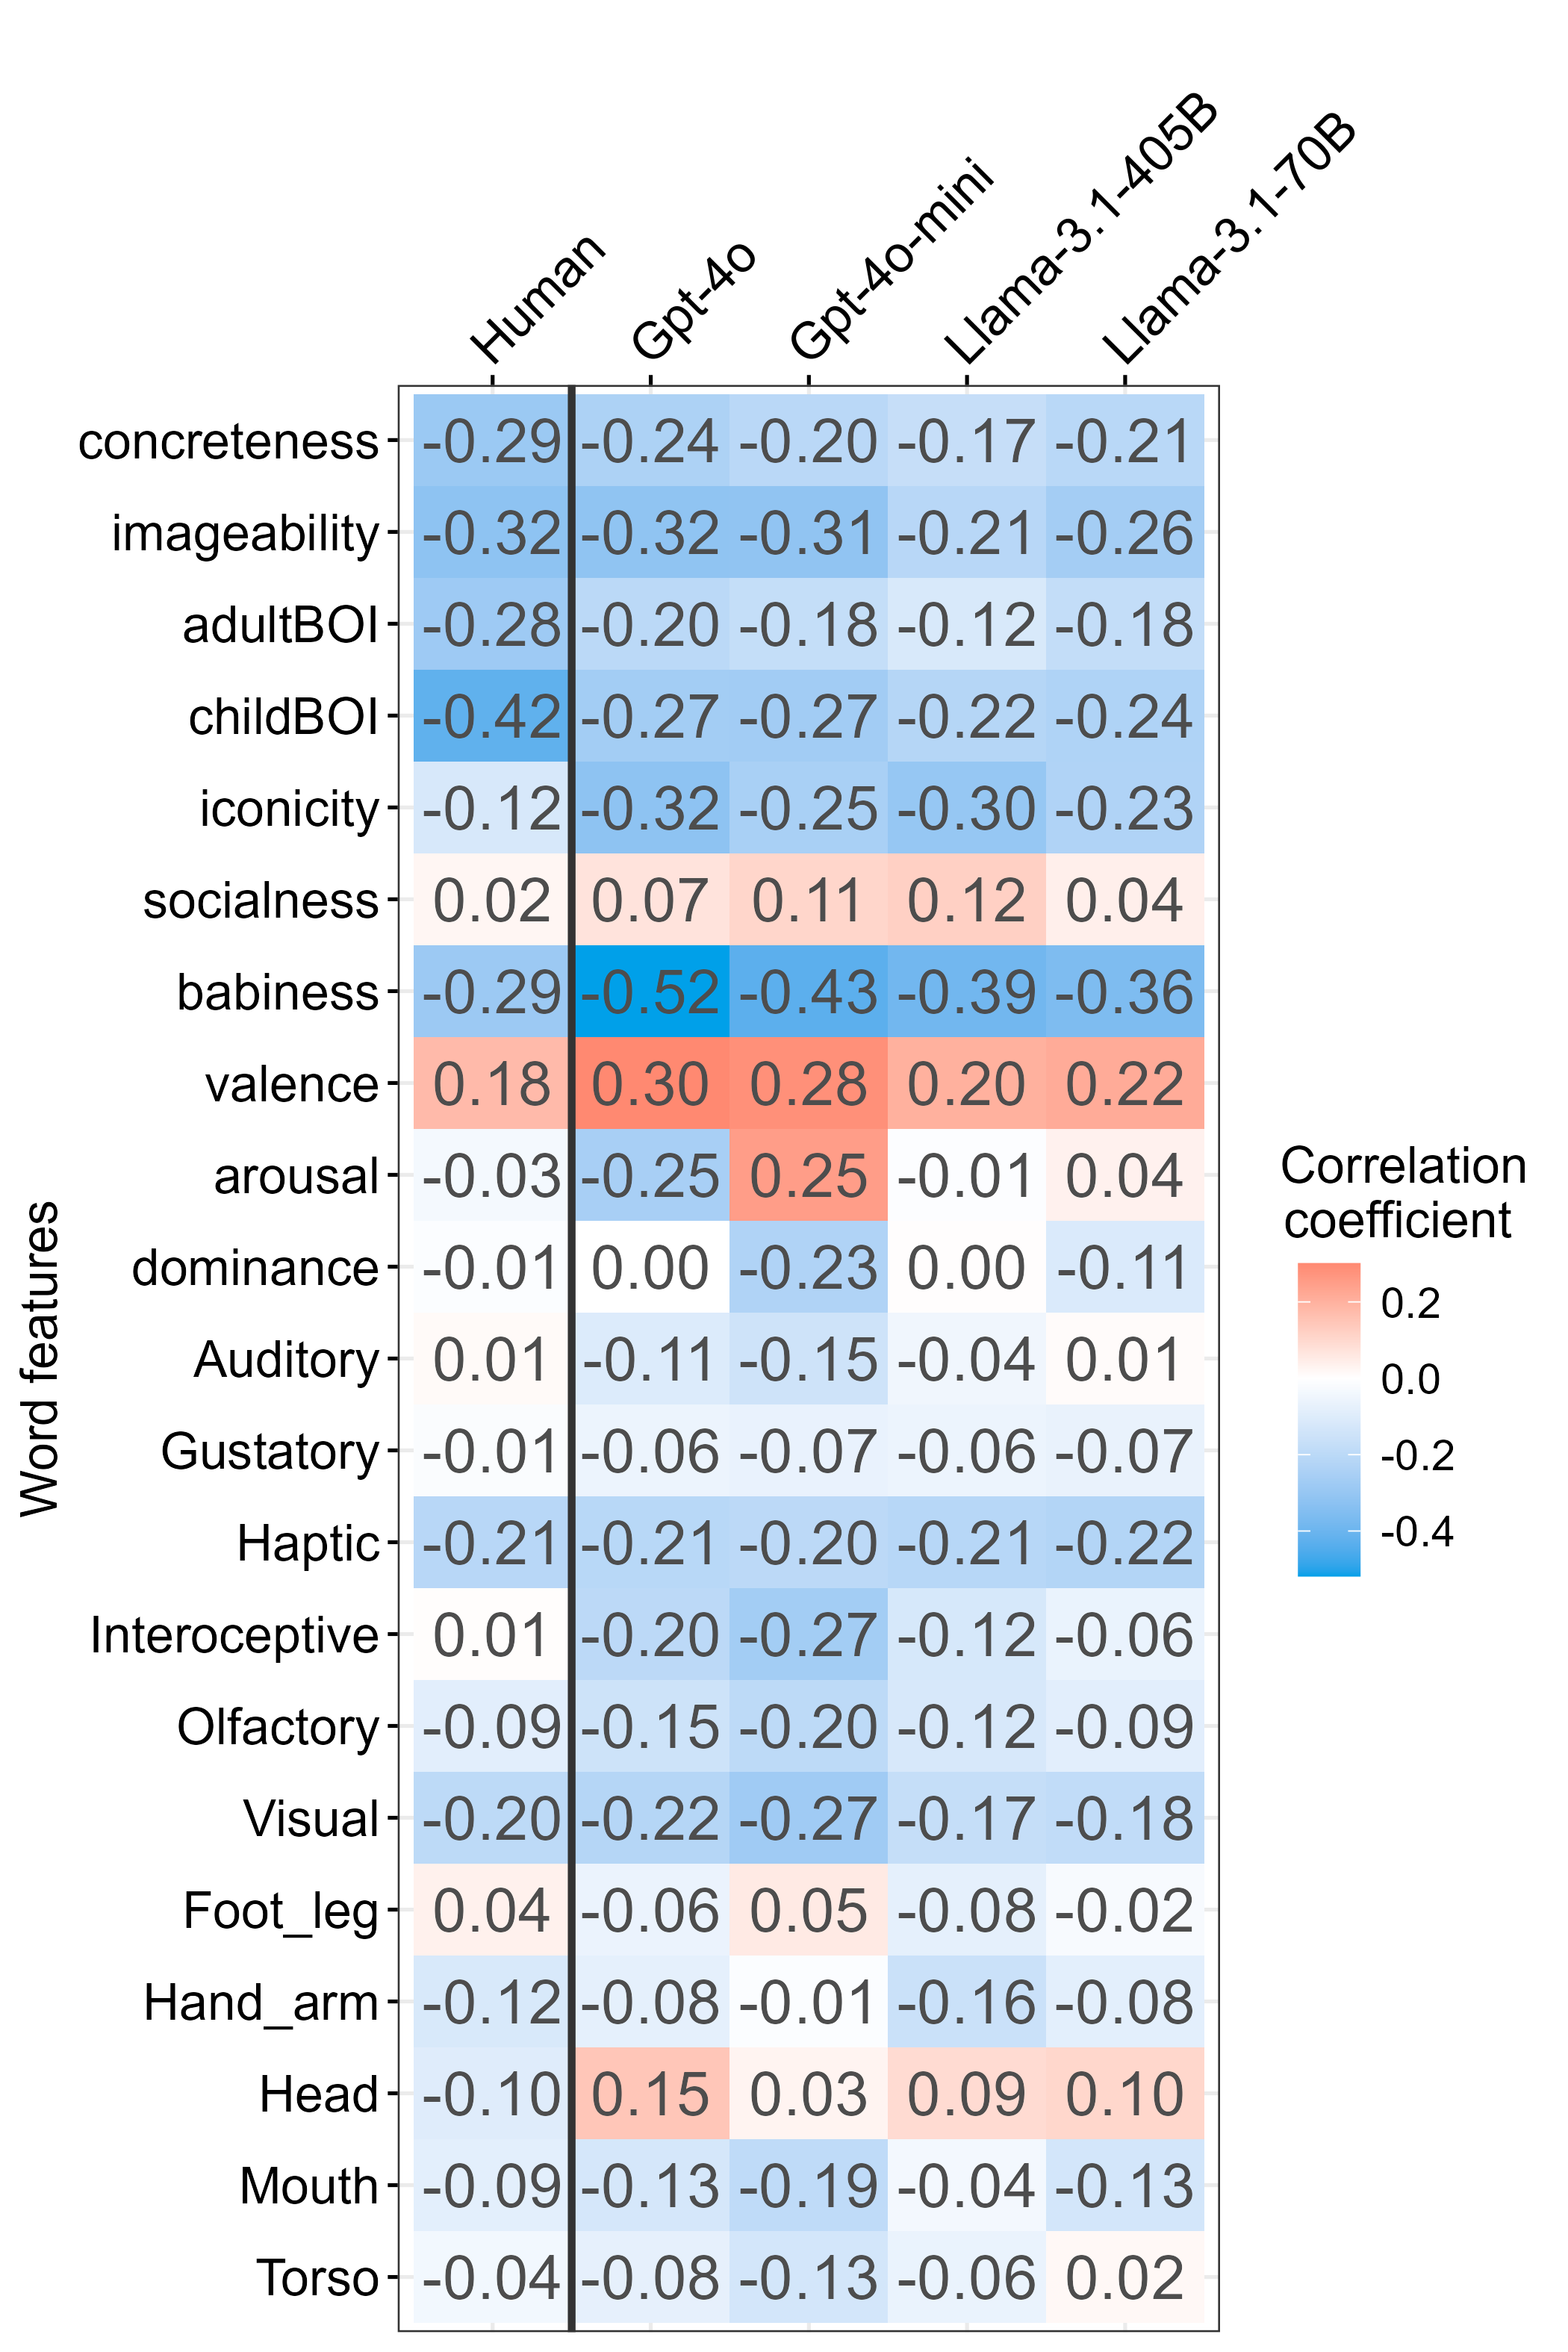 Human Gpt-4o Gpt-4o-mini Llama-3.1-405B Llama-3.1-70B
concreteness -0.29 -0.24 -0.20 -0.17 -0.21
imageability -0.32 -0.32 -0.31 -0.21 -0.26
adultBOI -0.28 -0.20 -0.18 -0.12 -0.18
childBOI -0.42 -0.27 -0.27 -0.22 -0.24
iconicity -0.12 -0.32 -0.25 -0.30 -0.23
socialness 0.02 0.07 0.11 0.12 0.04
babiness -0.29 -0.52 -0.43 -0.39 -0.36
valence 0.18 0.30 0.28 0.20 0.22
arousal -0.03 -0.25 0.25 -0.01 0.04
dominance -0.01 0.00 -0.23 0.00 -0.11
Auditory 0.01 -0.11 -0.15 -0.04 0.01
Gustatory -0.01 -0.06 -0.07 -0.06 -0.07
Haptic -0.21 -0.21 -0.20 -0.21 -0.22
Interoceptive 0.01 -0.20 -0.27 -0.12 -0.06
Olfactory -0.09 -0.15 -0.20 -0.12 -0.09
Visual -0.20 -0.22 -0.27 -0.17 -0.18
Foot_leg 0.04 -0.06 0.05 -0.08 -0.02
Hand_arm -0.12 -0.08 -0.01 -0.16 -0.08
Head -0.10 0.15 0.03 0.09 0.10
Mouth -0.09 -0.13 -0.19 -0.04 -0.13
Torso -0.04 -0.08 -0.13 -0.06 0.02
Word features
Correlation
coefficient
0.2
0.0
-0.2
-0.4